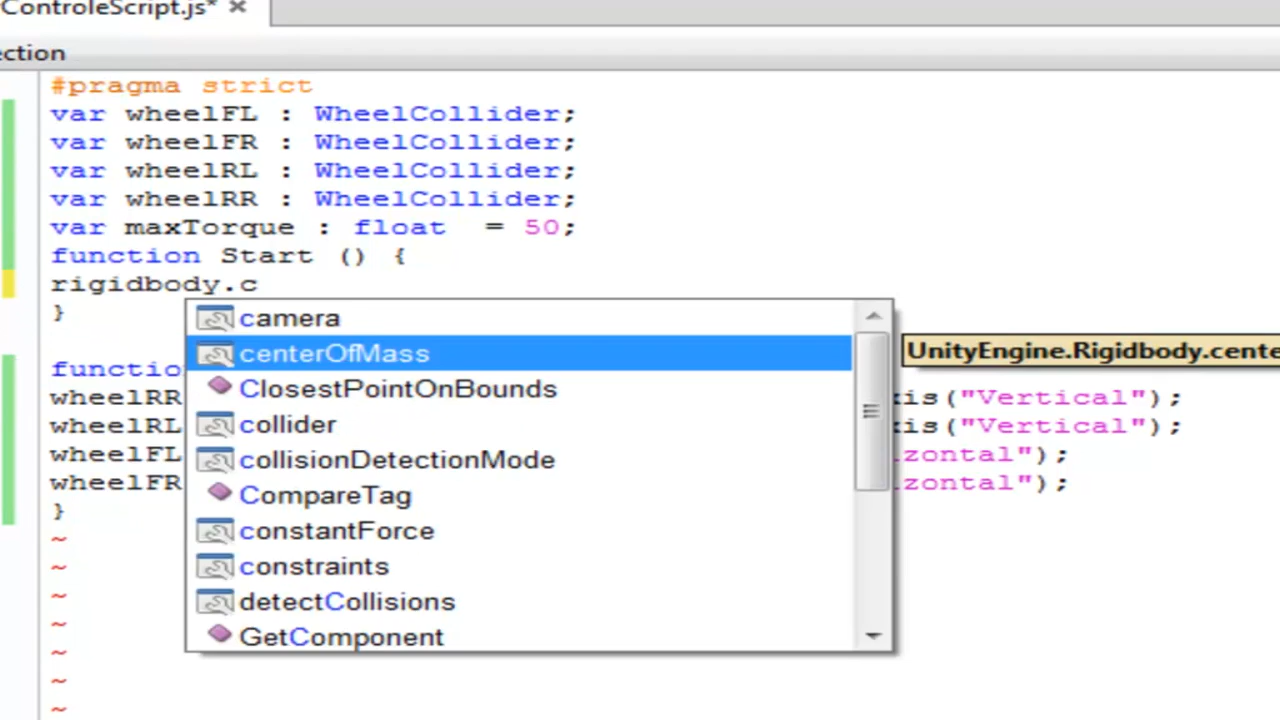 ControleScript.js*
ection
#pragma strict
var wheelFL : WheelCollider;
var wheelFR : WheelCollider;
var wheelRL : WheelCollider;
var wheelRR : WheelCollider;
var maxTorque : float = 50;
function Start () {
rigidbody.c
}
camera
centerOfMass
UnityEngine.Rigidbody.cente
ClosestPointOnBounds
collider
collisionDetectionMode
CompareTag
constantForce
constraints
detectCollisions
GetComponent
functio
wheelRR is("Vertical");
wheelRL is("Vertical");
wheelFL zontal");
wheelFR zontal");
}
~
~
~
~
~
~
~